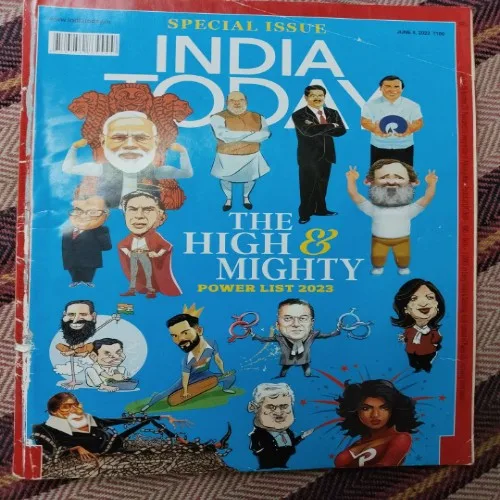 SPECIAL ISSUE
INDIA
TODAY
THE
HIGH &
MIGHTY
POWER LIST 2023